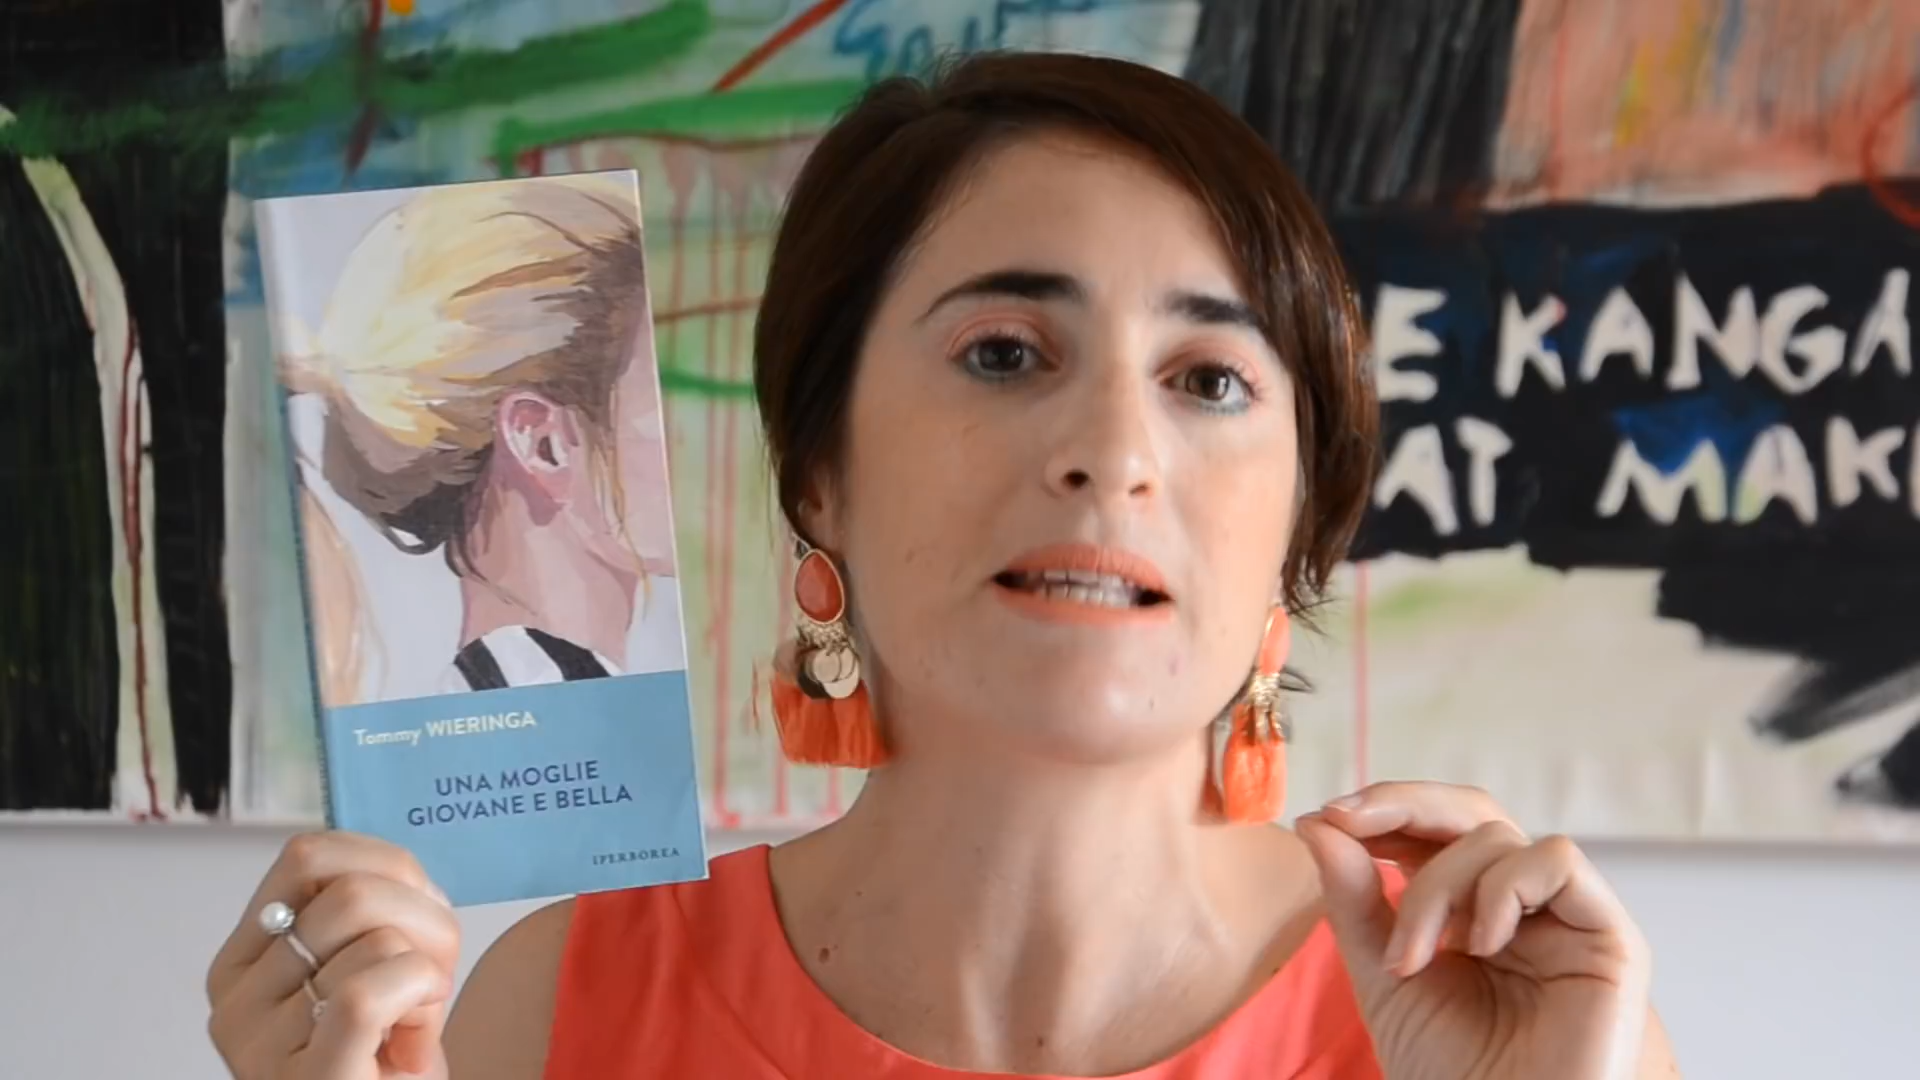 Tommy WIERINGA
UNA MOGLIE
GIOVANE E BELLA
IPERBOREA
E KANGA
AT MAK